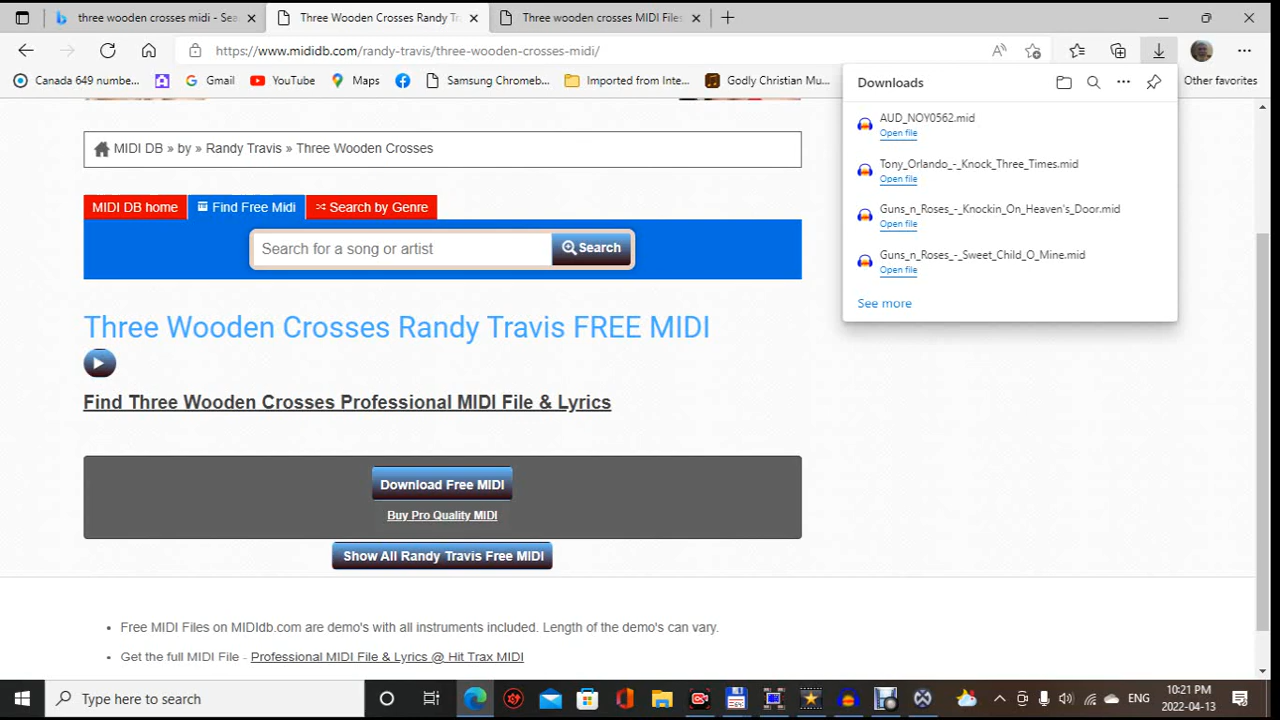 three wooden crosses midi - Sea
Three Wooden Crosses Randy Tr
Three wooden crosses MIDI Files
https://www.mididb.com/randy-travis/three-wooden-crosses-midi/
Canada 649 numbe...
Gmail
YouTube
Maps
Samsung Chromeb...
Imported from Inte...
Godly Christian Mu...
Other favorites
Downloads
AUD_NOY0562.mid
Open file
Tony_Orlando_-_Knock_Three_Times.mid
Open file
Guns_n_Roses_-_Knockin_On_Heaven's_Door.mid
Open file
Guns_n_Roses_-_Sweet_Child_O_Mine.mid
Open file
See more
MIDI DB » by » Randy Travis » Three Wooden Crosses
MIDI DB home
Find Free Midi
Search by Genre
Search for a song or artist
Search
Three Wooden Crosses Randy Travis FREE MIDI
Find Three Wooden Crosses Professional MIDI File & Lyrics
Download Free MIDI
Buy Pro Quality MIDI
Show All Randy Travis Free MIDI
• Free MIDI Files on MIDIdb.com are demo's with all instruments included. Length of the demo's can vary.
• Get the full MIDI File - Professional MIDI File & Lyrics @ Hit Trax MIDI
Type here to search
ENG
10:21 PM
2022-04-13